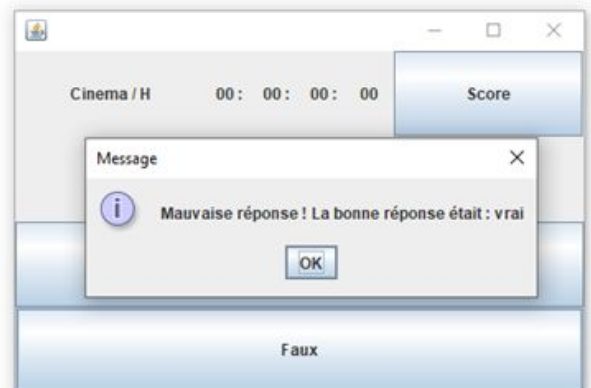 Cinema / H 00 : 00 : 00 : 00 Score
Message
Mauvaise réponse ! La bonne réponse était : vrai
OK
Faux